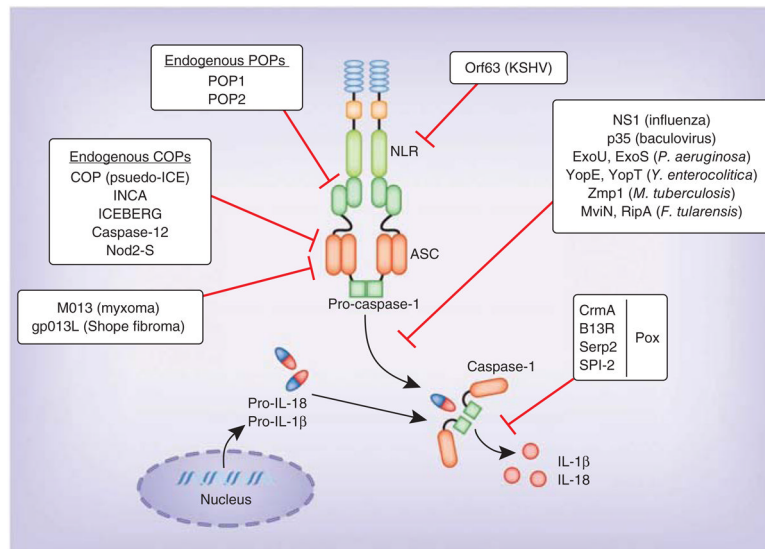 Endogenous POPs
POP1
POP2
Orf63 (KSHV)
NLR
NS1 (influenza)
p35 (baculovirus)
ExoU, ExoS (P. aeruginosa)
YopE, YopT (Y. enterocolitica)
Zmp1 (M. tuberculosis)
MviN, RipA (F. tularensis)
Endogenous COPs
COP (psuedo-ICE)
INCA
ICEBERG
Caspase-12
Nod2-S
ASC
M013 (myxoma)
gp013L (Shope fibroma)
Pro-caspase-1
CrmA
B13R
Serp2
SPI-2
Pox
Caspase-1
Pro-IL-18
Pro-IL-1β
Nucleus
IL-1β
IL-18